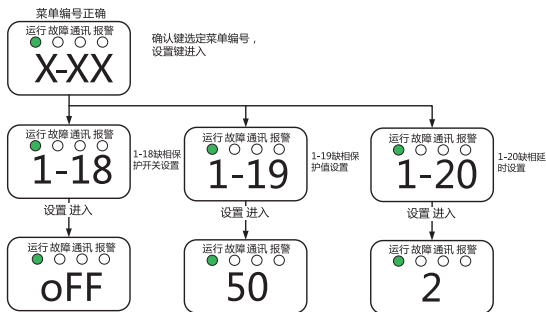 菜单编号正确
运行 故障 通讯 报警
X-XX
确认键选定菜单编号，
设置键进入
运行 故障 通讯 报警
1-18
1-18缺相保
护开关设置
运行 故障 通讯 报警
1-19
1-19缺相保
护值设置
运行 故障 通讯 报警
1-20
1-20缺相延
时设置
设置 进入
设置 进入
设置 进入
运行 故障 通讯 报警
oFF
运行 故障 通讯 报警
50
运行 故障 通讯 报警
2